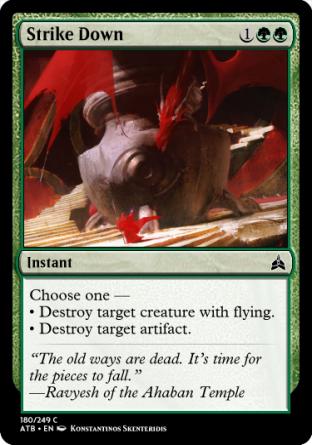 Strike Down 1
Instant
Choose one —
• Destroy target creature with flying.
• Destroy target artifact.
"The old ways are dead. It's time for
the pieces to fall."
—Ravyesh of the Ahaban Temple
180/249 C
ATB • EN KONSTANTINOS SKENTERIDIS